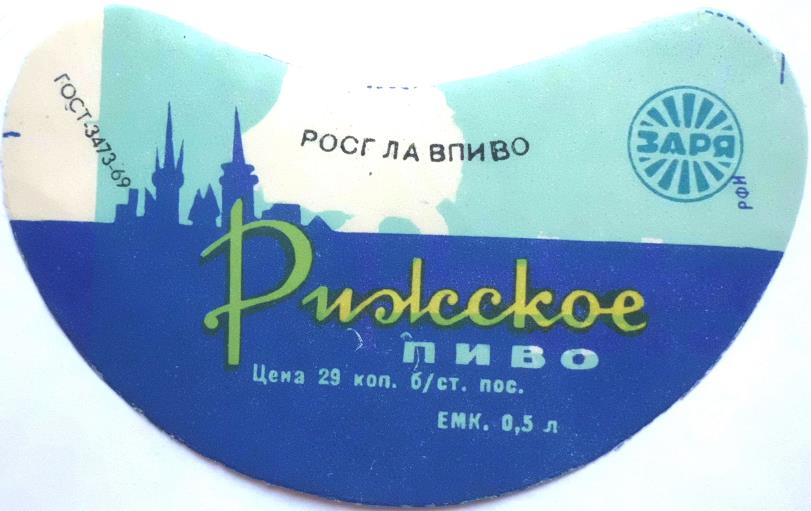 ГОСТ-3473-69
РОСГЛАВПИВО
ЗАРЯ
РФН
Рижское
пиво
Цена 29 коп. б/ст. пос.
ЕМК. 0,5 л